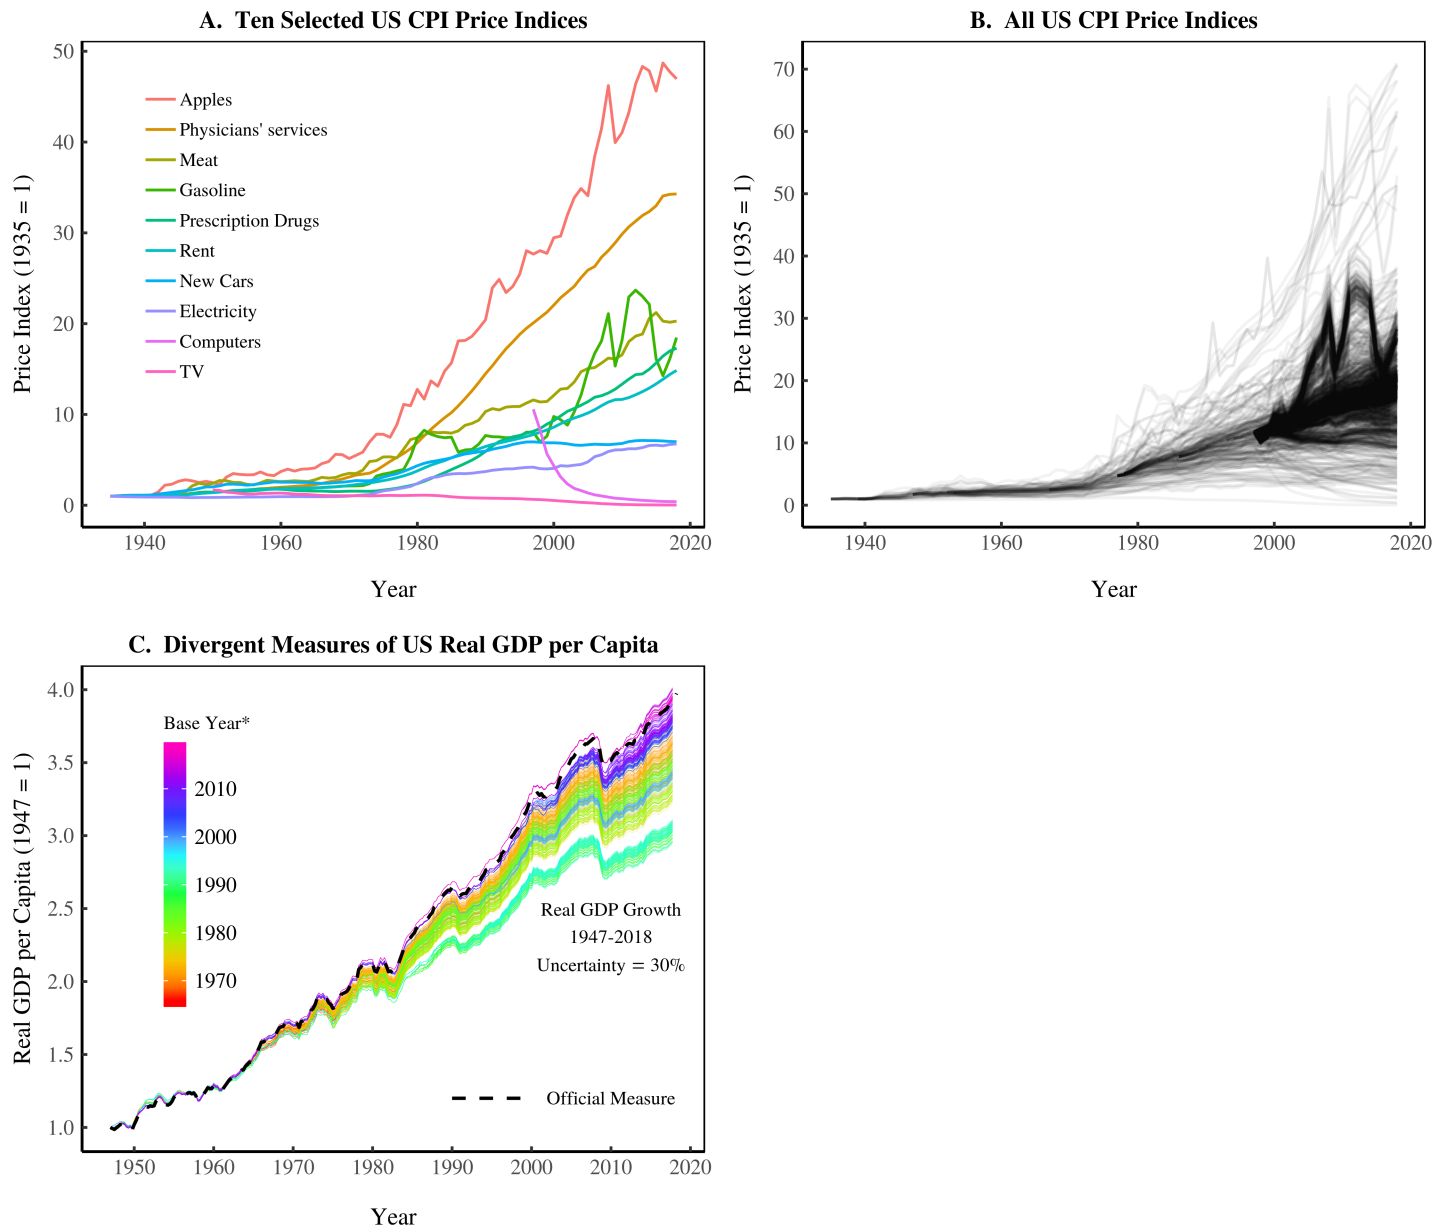 A. Ten Selected US CPI Price Indices
Price Index (1935 = 1)
50
40
30
20
10
0
Apples
Physicians' services
Meat
Gasoline
Prescription Drugs
Rent
New Cars
Electricity
Computers
TV
1940 1960 1980 2000 2020
Year
B. All US CPI Price Indices
Price Index (1935 = 1)
70
60
50
40
30
20
10
0
1940 1960 1980 2000 2020
Year
C. Divergent Measures of US Real GDP per Capita
Real GDP per Capita (1947 = 1)
4.0
3.5
3.0
2.5
2.0
1.5
1.0
Base Year*
2010
2000
1990
1980
1970
Real GDP Growth
1947-2018
Uncertainty = 30%
Official Measure
1950 1960 1970 1980 1990 2000 2010 2020
Year